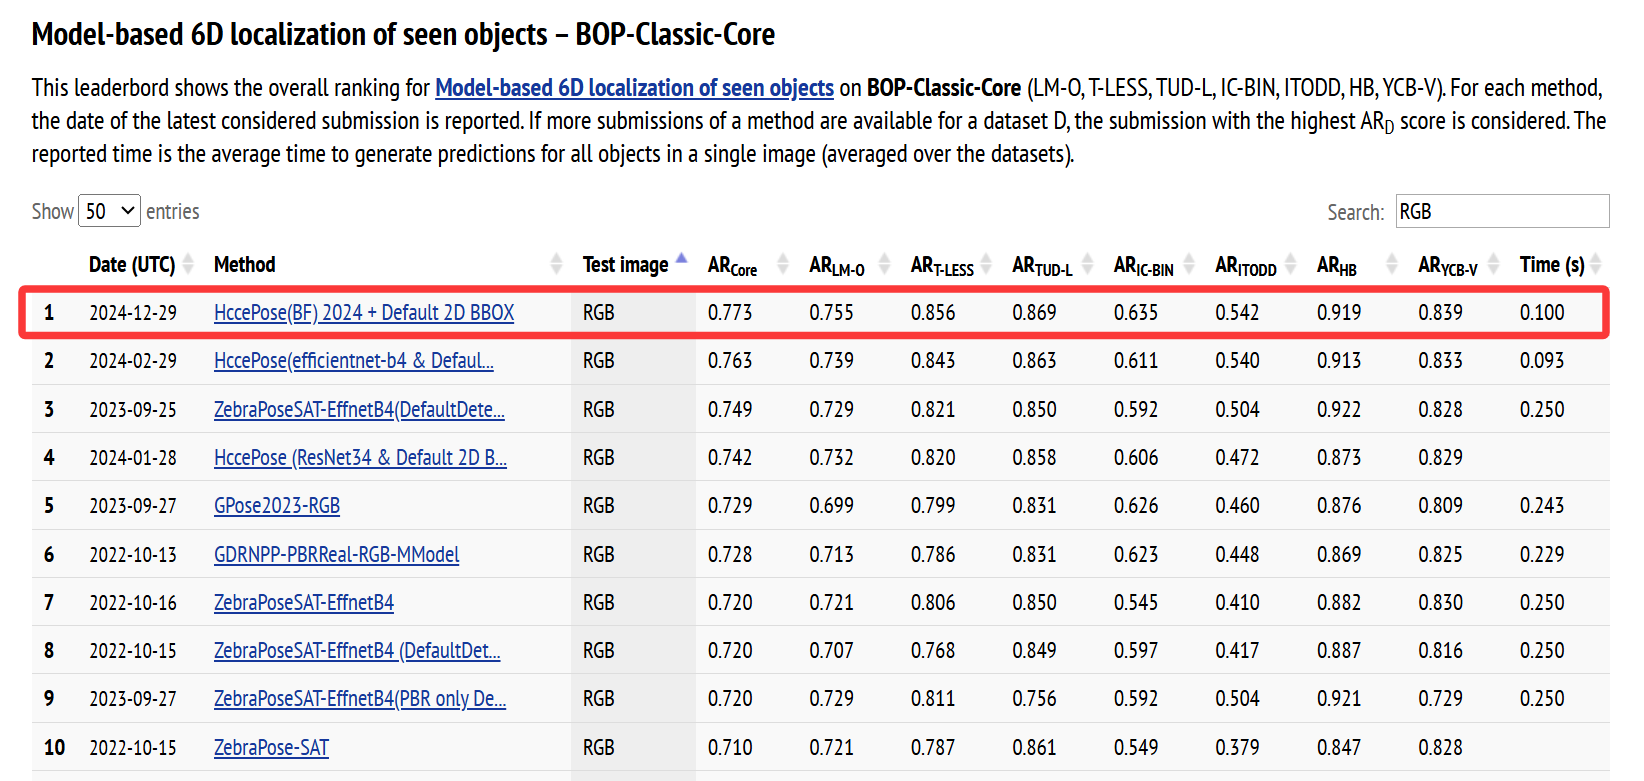 Model-based 6D localization of seen objects – BOP-Classic-Core
This leaderbord shows the overall ranking for Model-based 6D localization of seen objects on BOP-Classic-Core (LM-O, T-LESS, TUD-L, IC-BIN, ITODD, HB, YCB-V). For each method,
the date of the latest considered submission is reported. If more submissions of a method are available for a dataset D, the submission with the highest ARD score is considered. The
reported time is the average time to generate predictions for all objects in a single image (averaged over the datasets).
Show 50 entries Search: RGB
Date (UTC) Method Test image ARCore ARLM-O ART-LESS ARTUD-L ARIC-BIN ARITODD ARHB ARYCB-V Time (s)
1 2024-12-29 HccePose(BF) 2024 + Default 2D BBOX RGB 0.773 0.755 0.856 0.869 0.635 0.542 0.919 0.839 0.100
2 2024-02-29 HccePose(efficientnet-b4 & Defaul... RGB 0.763 0.739 0.843 0.863 0.611 0.540 0.913 0.833 0.093
3 2023-09-25 ZebraPoseSAT-EffnetB4(DefaultDete... RGB 0.749 0.729 0.821 0.850 0.592 0.504 0.922 0.828 0.250
4 2024-01-28 HccePose (ResNet34 & Default 2D B... RGB 0.742 0.732 0.820 0.858 0.606 0.472 0.873 0.829
5 2023-09-27 GPose2023-RGB RGB 0.729 0.699 0.799 0.831 0.626 0.460 0.876 0.809 0.243
6 2022-10-13 GDRNPP-PBRReal-RGB-MModel RGB 0.728 0.713 0.786 0.831 0.623 0.448 0.869 0.825 0.229
7 2022-10-16 ZebraPoseSAT-EffnetB4 RGB 0.720 0.721 0.806 0.850 0.545 0.410 0.882 0.830 0.250
8 2022-10-15 ZebraPoseSAT-EffnetB4 (DefaultDet... RGB 0.720 0.707 0.768 0.849 0.597 0.417 0.887 0.816 0.250
9 2023-09-27 ZebraPoseSAT-EffnetB4(PBR only De... RGB 0.720 0.729 0.811 0.756 0.592 0.504 0.921 0.729 0.250
10 2022-10-15 ZebraPose-SAT RGB 0.710 0.721 0.787 0.861 0.549 0.379 0.847 0.828